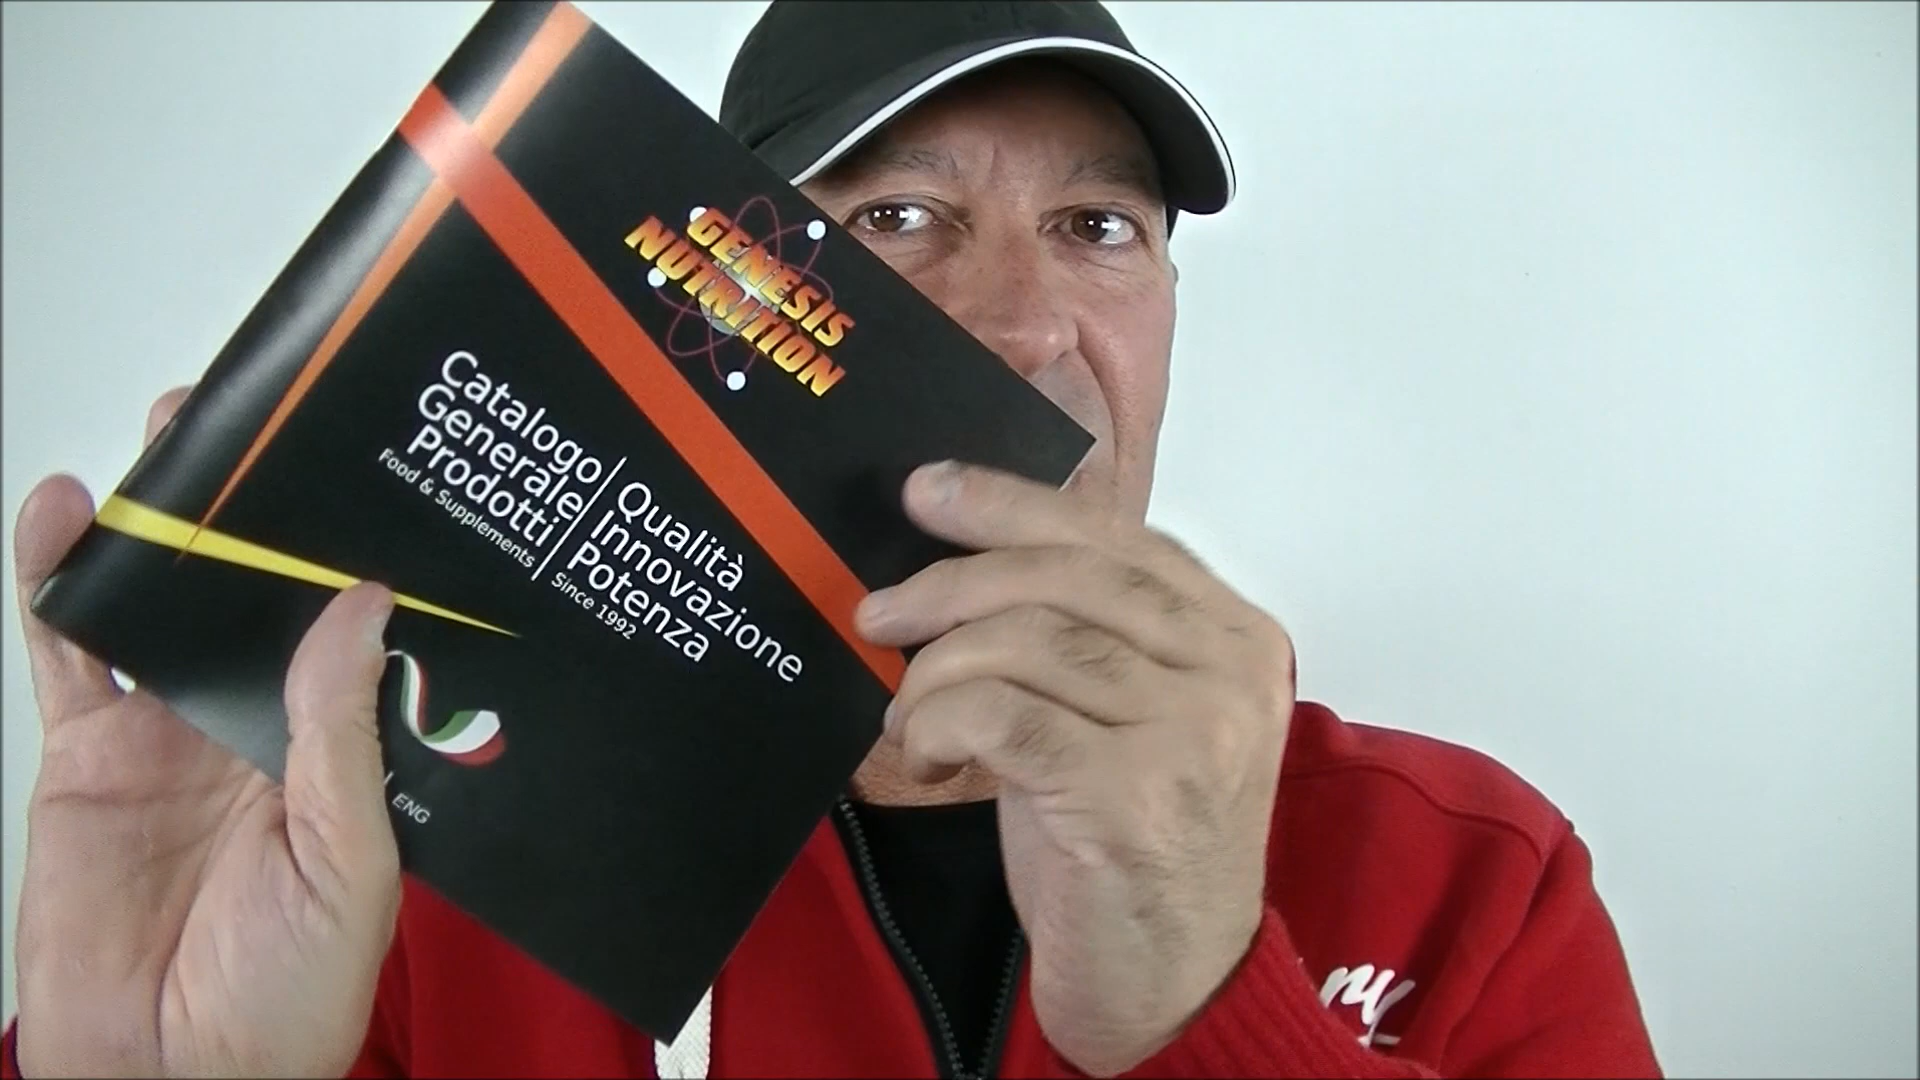 GENESIS
NUTRITION
Catalogo
Generale
Prodotti
Food & Supplements
Qualità
Innovazione
Potenza
Since 1992
| ENG